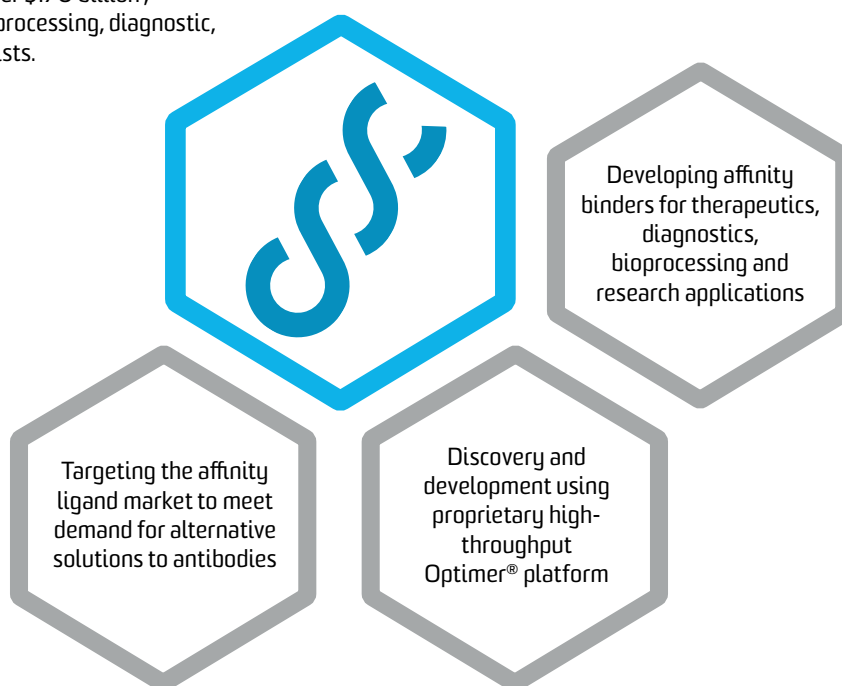 processing, diagnostic,
Developing affinity
binders for therapeutics,
diagnostics,
bioprocessing and
research applications
Targeting the affinity
ligand market to meet
demand for alternative
solutions to antibodies
Discovery and
development using
proprietary high-
throughput
Optimer® platform